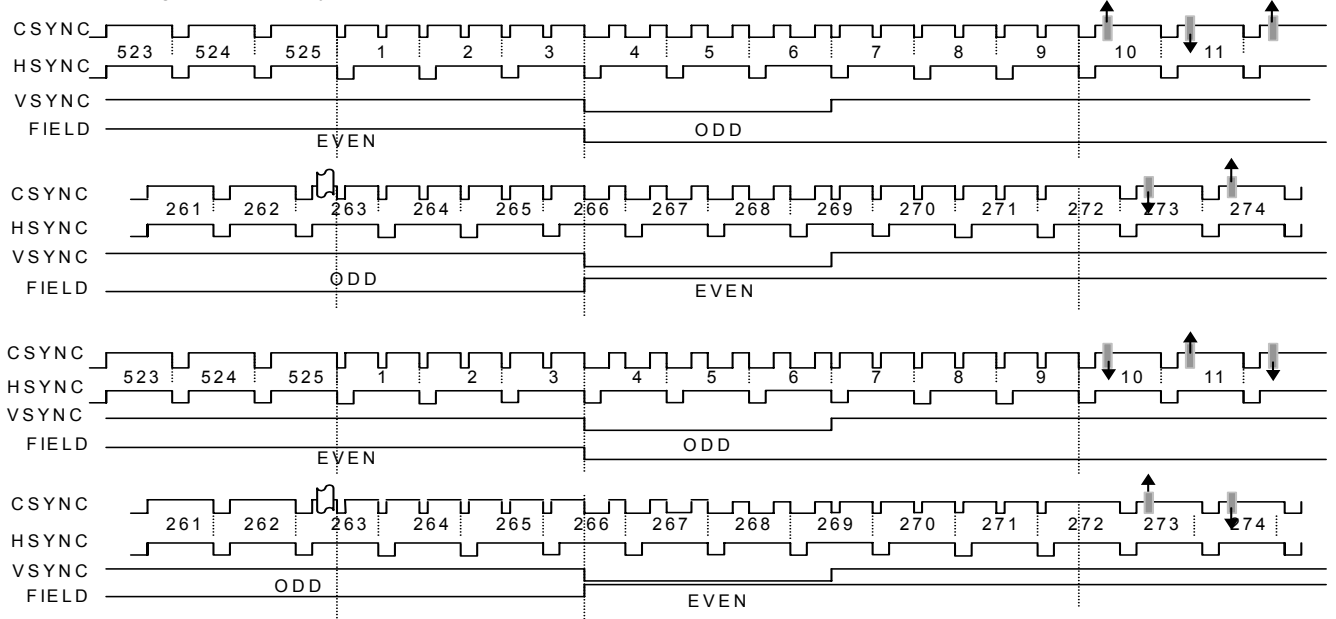 CSYNC
523 524 525 1 2 3 4 5 6 7 8 9 10 11
HSYNC
VSYNC
FIELD
EVEN ODD
CSYNC
261 262 263 264 265 266 267 268 269 270 271 272 273 274
HSYNC
VSYNC
FIELD
ODD EVEN
CSYNC
523 524 525 1 2 3 4 5 6 7 8 9 10 11
HSYNC
VSYNC
FIELD
EVEN ODD
CSYNC
261 262 263 264 265 266 267 268 269 270 271 272 273 274
HSYNC
VSYNC
FIELD
ODD EVEN